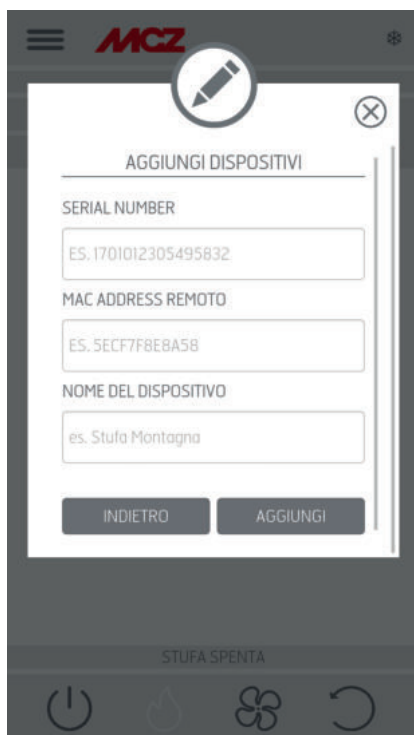 MCZ
AGGIUNGI DISPOSITIVI
SERIAL NUMBER
ES. 1701012305495832
MAC ADDRESS REMOTO
ES. 5ECF7F8E8A58
NOME DEL DISPOSITIVO
es. Stufa Montagna
INDIETRO AGGIUNGI
STUFA SPENTA